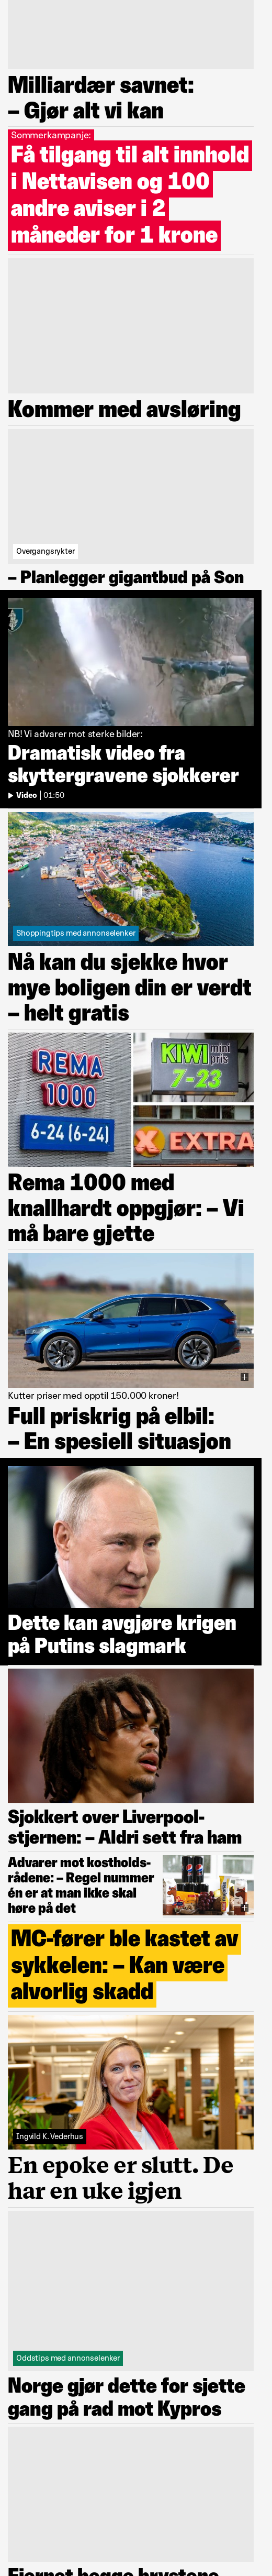 Milliardær savnet:
– Gjør alt vi kan
Sommerkampanje:
Få tilgang til alt innhold
i Nettavisen og 100
andre aviser i 2
måneder for 1 krone
Kommer med avsløring
Overgangsrykter
– Planlegger gigantbud på Son
NB! Vi advarer mot sterke bilder:
Dramatisk video fra
skyttergravene sjokkerer
Video 01:50
Shoppingtips med annonselenker
Nå kan du sjekke hvor
mye boligen din er verdt
– helt gratis
REMA
1000
6-24 (6-24)
KIWI mini
pris
7-23
X EXTRA
Rema 1000 med
knallhardt oppgjør: – Vi
må bare gjette
Kutter priser med opptil 150.000 kroner!
Full priskrig på elbil:
– En spesiell situasjon
Dette kan avgjøre krigen
på Putins slagmark
Sjokkert over Liverpool-
stjernen: – Aldri sett fra ham
Advarer mot kostholds-
rådene: – Regel nummer
én er at man ikke skal
høre på det
MC-fører ble kastet av
sykkelen: – Kan være
alvorlig skadd
Ingvild K. Vederhus
En epoke er slutt. De
har en uke igjen
Oddstips med annonselenker
Norge gjør dette for sjette
gang på rad mot Kypros
Fjernet begge brystene